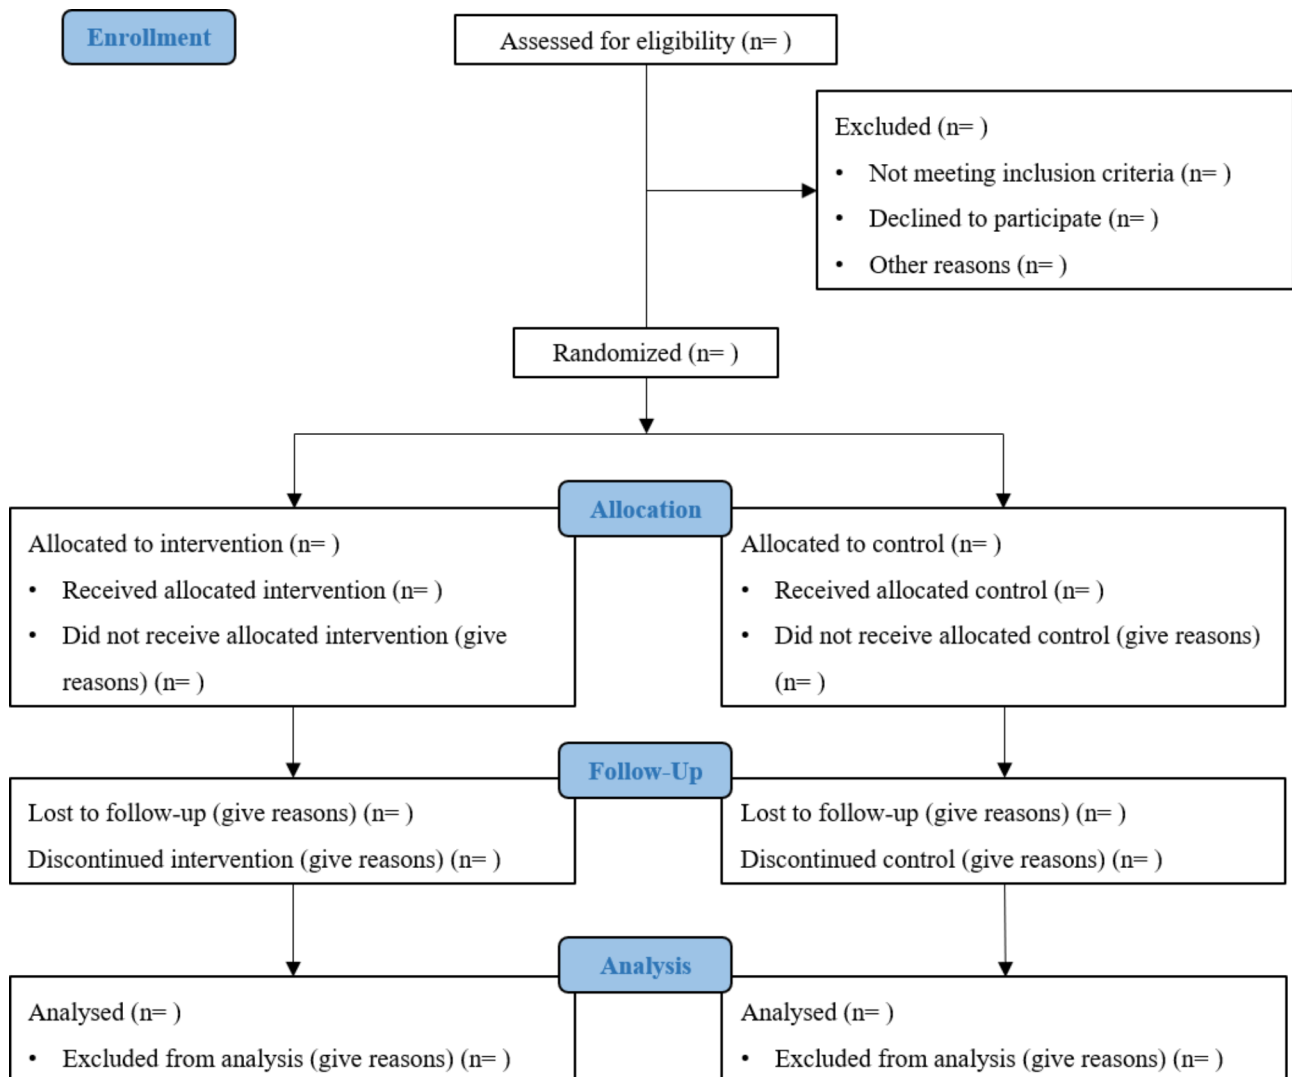 Enrollment
Assessed for eligibility (n= )
Excluded (n= )
• Not meeting inclusion criteria (n= )
• Declined to participate (n= )
• Other reasons (n= )
Randomized (n= )
Allocation
Allocated to intervention (n= )
• Received allocated intervention (n= )
• Did not receive allocated intervention (give
reasons) (n= )
Allocated to control (n= )
• Received allocated control (n= )
• Did not receive allocated control (give reasons)
(n= )
Follow-Up
Lost to follow-up (give reasons) (n= )
Discontinued intervention (give reasons) (n= )
Lost to follow-up (give reasons) (n= )
Discontinued control (give reasons) (n= )
Analysis
Analysed (n= )
• Excluded from analysis (give reasons) (n= )
Analysed (n= )
• Excluded from analysis (give reasons) (n= )